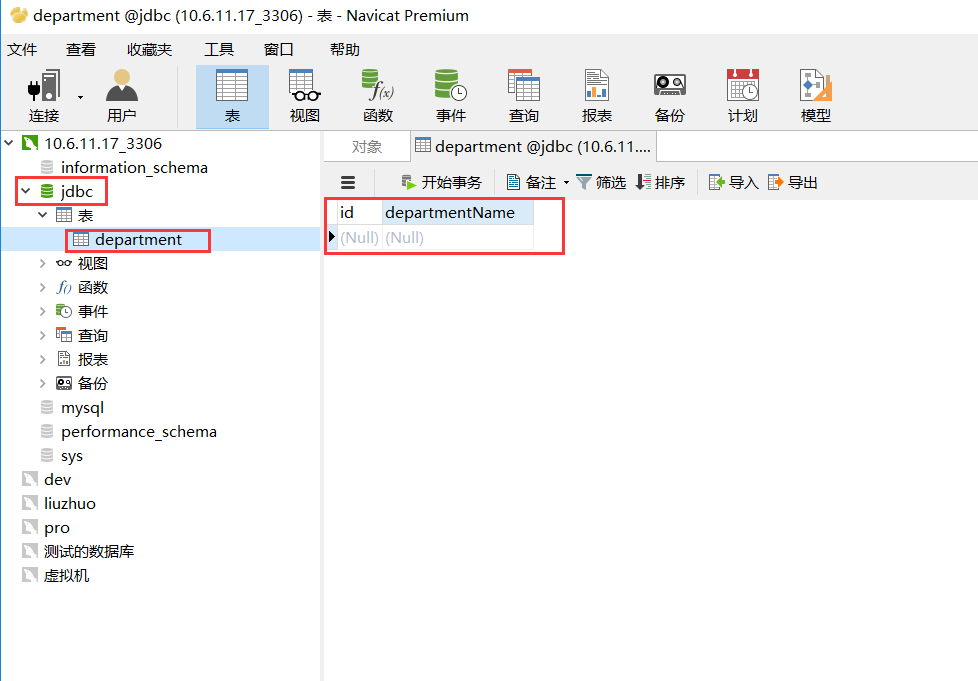 department @jdbc (10.6.11.17_3306) - 表 - Navicat Premium
文件 查看 收藏夹 工具 窗口 帮助
连接 用户 表 视图 函数 事件 查询 报表 备份 计划 模型
10.6.11.17_3306
information_schema
jdbc
表
department
视图
函数
事件
查询
报表
备份
mysql
performance_schema
sys
dev
liuzhuo
pro
测试的数据库
虚拟机
对象 department @jdbc (10.6.11....
开始事务 备注 筛选 排序 导入 导出
id departmentName
(Null) (Null)